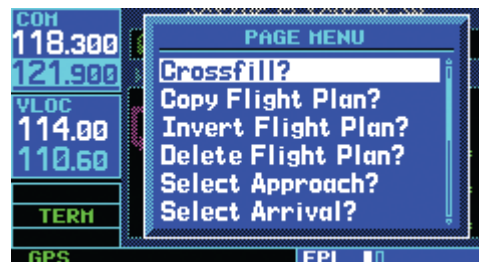 COM
118.300
121.900
VLOC
114.00
110.60
TERM
GPS
PAGE MENU
Crossfill?
Copy Flight Plan?
Invert Flight Plan?
Delete Flight Plan?
Select Approach?
Select Arrival?
FPL